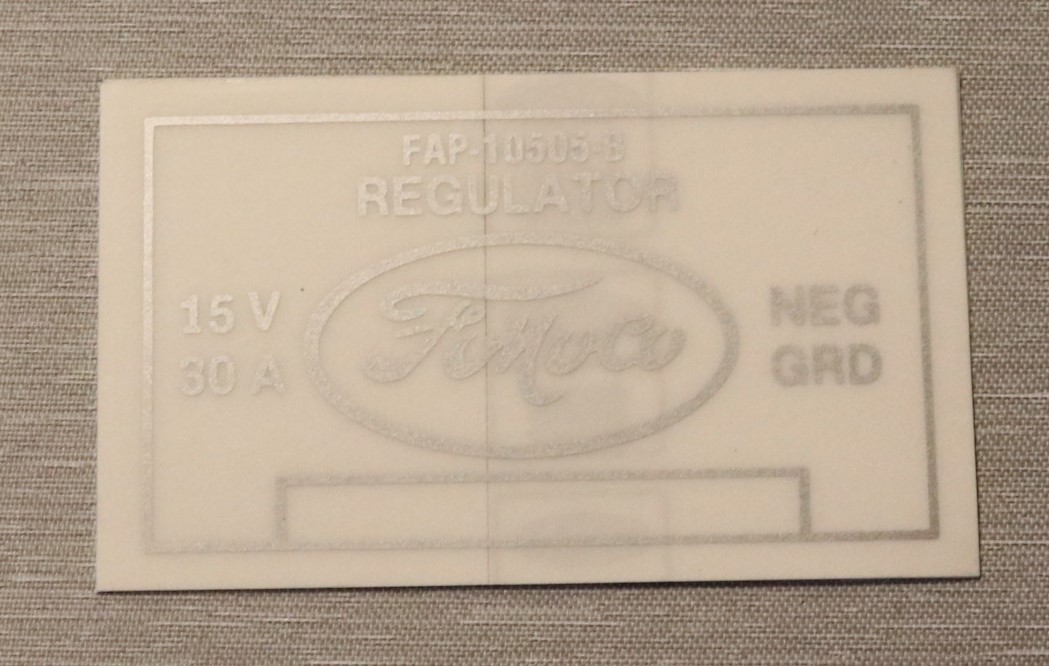 FAP-10505-B
REGULATOR
15 V
30 A
FoMoCo
NEG
GRD